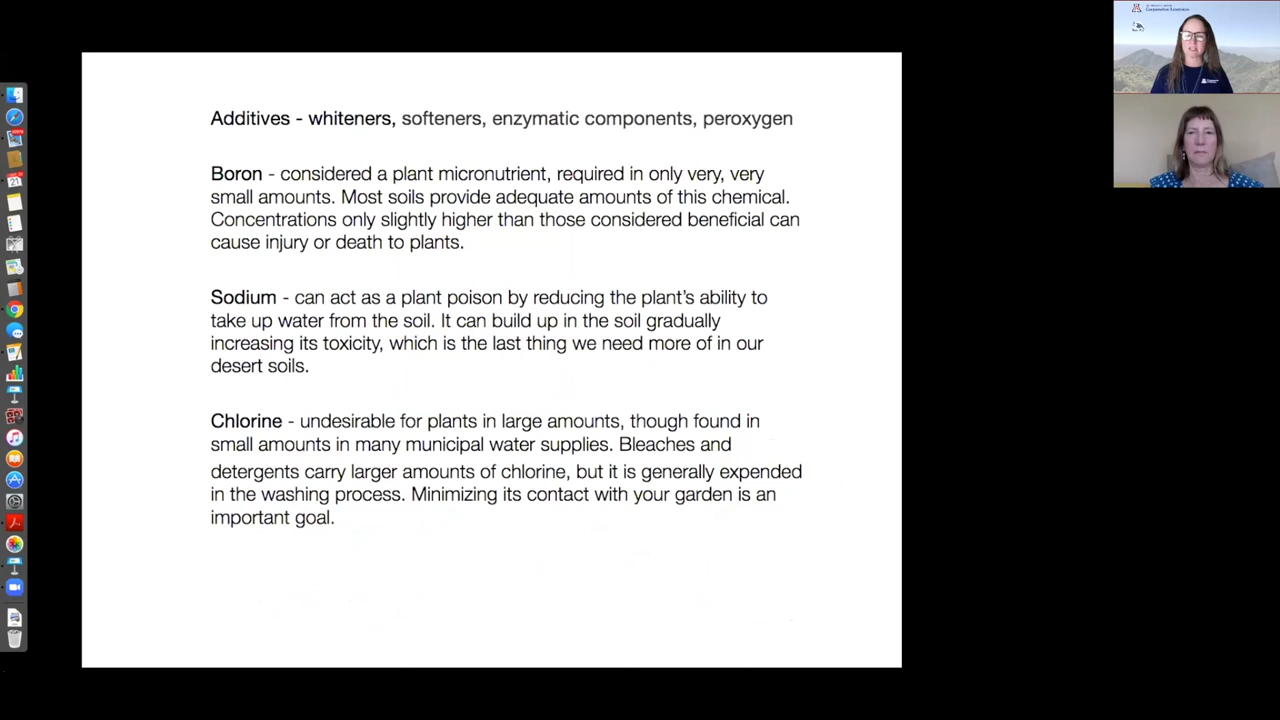 Additives - whiteners, softeners, enzymatic components, peroxygen
Boron - considered a plant micronutrient, required in only very, very
small amounts. Most soils provide adequate amounts of this chemical.
Concentrations only slightly higher than those considered beneficial can
cause injury or death to plants.
Sodium - can act as a plant poison by reducing the plant's ability to
take up water from the soil. It can build up in the soil gradually
increasing its toxicity, which is the last thing we need more of in our
desert soils.
Chlorine - undesirable for plants in large amounts, though found in
small amounts in many municipal water supplies. Bleaches and
detergents carry larger amounts of chlorine, but it is generally expended
in the washing process. Minimizing its contact with your garden is an
important goal.
Cooperative Extension
21